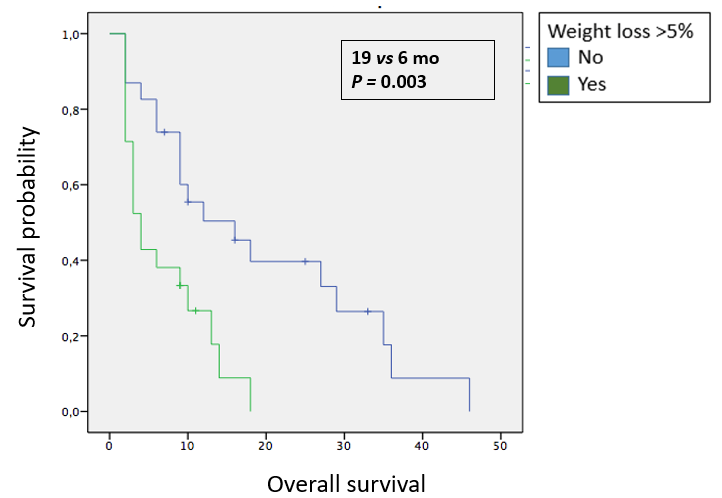 Weight loss >5%
No
Yes
19 vs 6 mo
P = 0.003
Survival probability
1,0
0,8
0,6
0,4
0,2
0,0
0 10 20 30 40 50
Overall survival